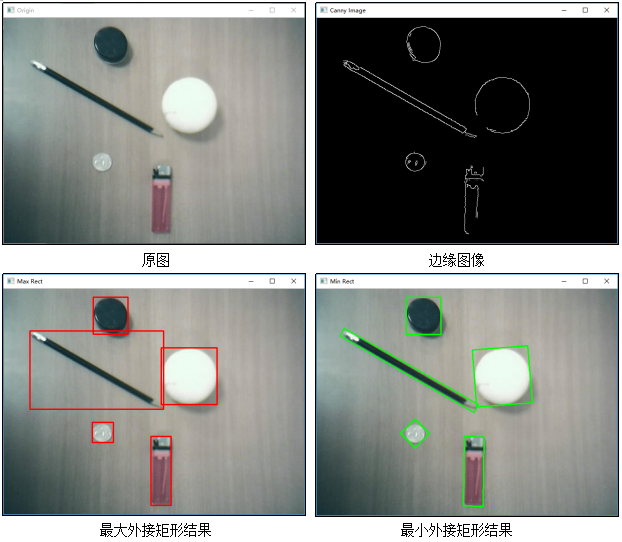 Origin
Canny Image
原图
边缘图像
Max Rect
Min Rect
最大外接矩形结果
最小外接矩形结果